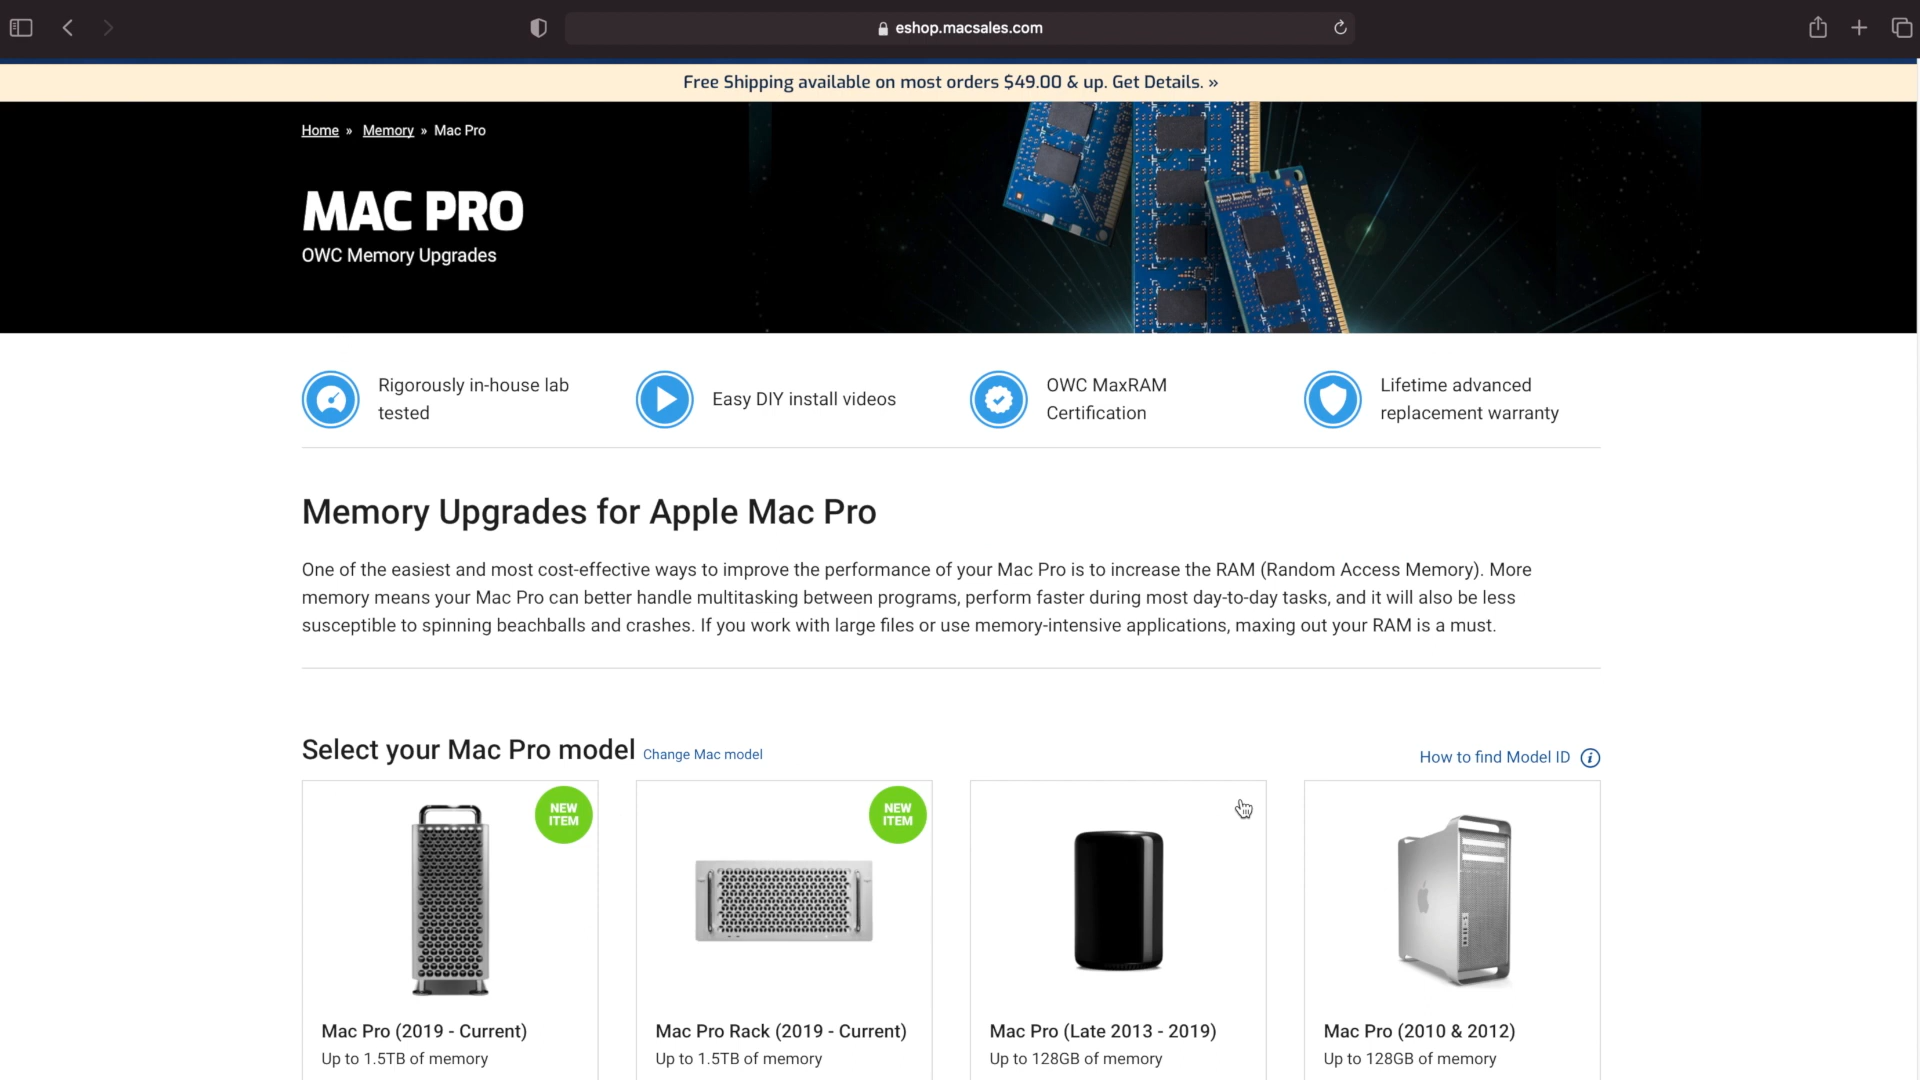 eshop.macsales.com
Free Shipping available on most orders $49.00 & up. Get Details. »
Home » Memory » Mac Pro
MAC PRO
OWC Memory Upgrades
Rigorously in-house lab
tested
Easy DIY install videos
OWC MaxRAM
Certification
Lifetime advanced
replacement warranty
Memory Upgrades for Apple Mac Pro
One of the easiest and most cost-effective ways to improve the performance of your Mac Pro is to increase the RAM (Random Access Memory). More
memory means your Mac Pro can better handle multitasking between programs, perform faster during most day-to-day tasks, and it will also be less
susceptible to spinning beachballs and crashes. If you work with large files or use memory-intensive applications, maxing out your RAM is a must.
Select your Mac Pro model Change Mac model
How to find Model ID
NEW
ITEM
Mac Pro (2019 - Current)
Up to 1.5TB of memory
NEW
ITEM
Mac Pro Rack (2019 - Current)
Up to 1.5TB of memory
Mac Pro (Late 2013 - 2019)
Up to 128GB of memory
Mac Pro (2010 & 2012)
Up to 128GB of memory